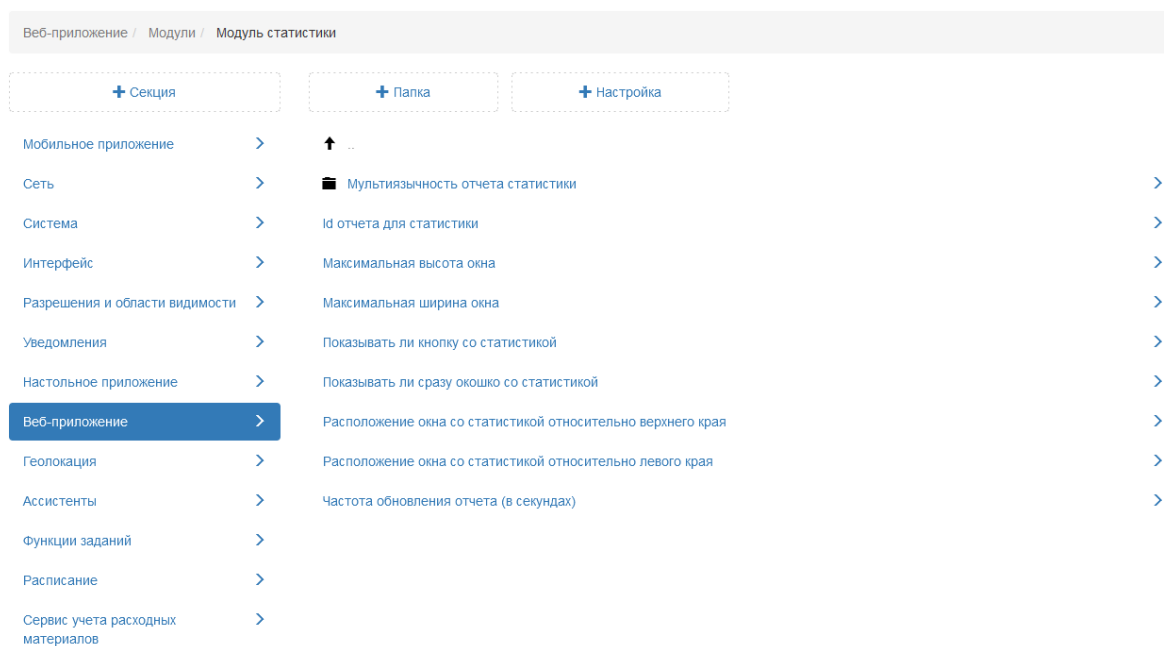 Веб-приложение / Модули / Модуль статистики
+ Секция
Мобильное приложение
Сеть
Система
Интерфейс
Разрешения и области видимости
Уведомления
Настольное приложение
Веб-приложение
Геолокация
Ассистенты
Функции заданий
Расписание
Сервис учета расходных
материалов
+ Папка
+ Настройка
..
Мультиязычность отчета статистики
Id отчета для статистики
Максимальная высота окна
Максимальная ширина окна
Показывать ли кнопку со статистикой
Показывать ли сразу окошко со статистикой
Расположение окна со статистикой относительно верхнего края
Расположение окна со статистикой относительно левого края
Частота обновления отчета (в секундах)